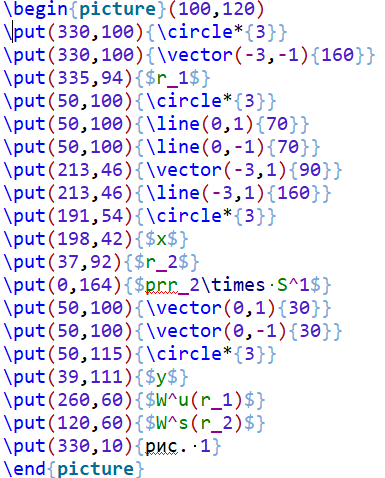 \begin{picture}(100,120)
\put(330,100){\circle*{3}}
\put(330,100){\vector(-3,-1){160}}
\put(335,94){$r_1$}
\put(50,100){\circle*{3}}
\put(50,100){\line(0,1){70}}
\put(50,100){\line(0,-1){70}}
\put(213,46){\vector(-3,1){90}}
\put(213,46){\line(-3,1){160}}
\put(191,54){\circle*{3}}
\put(198,42){$x$}
\put(37,92){$r_2$}
\put(0,164){$prr_2\times S^1$}
\put(50,100){\vector(0,1){30}}
\put(50,100){\vector(0,-1){30}}
\put(50,115){\circle*{3}}
\put(39,111){$y$}
\put(260,60){$W^u(r_1)$}
\put(120,60){$W^s(r_2)$}
\put(330,10){рис. 1}
\end{picture}